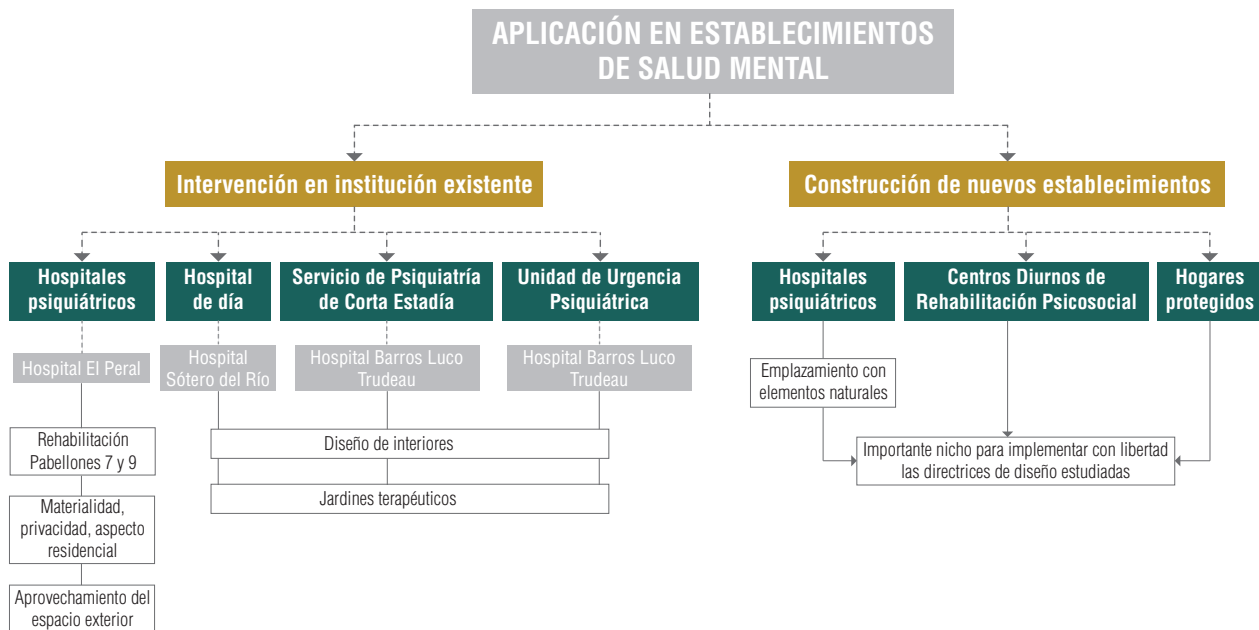 APLICACIÓN EN ESTABLECIMIENTOS
DE SALUD MENTAL
Intervención en institución existente
Construcción de nuevos establecimientos
Hospitales
psiquiátricos
Hospital
de día
Servicio de Psiquiatría
de Corta Estadía
Unidad de Urgencia
Psiquiátrica
Hospitales
psiquiátricos
Centros Diurnos de
Rehabilitación Psicosocial
Hogares
protegidos
Hospital El Peral
Hospital
Sótero del Río
Hospital Barros Luco
Trudeau
Hospital Barros Luco
Trudeau
Emplazamiento con
elementos naturales
Rehabilitación
Pabellones 7 y 9
Diseño de interiores
Importante nicho para implementar con libertad
las directrices de diseño estudiadas
Materialidad,
privacidad, aspecto
residencial
Jardines terapéuticos
Aprovechamiento del
espacio exterior